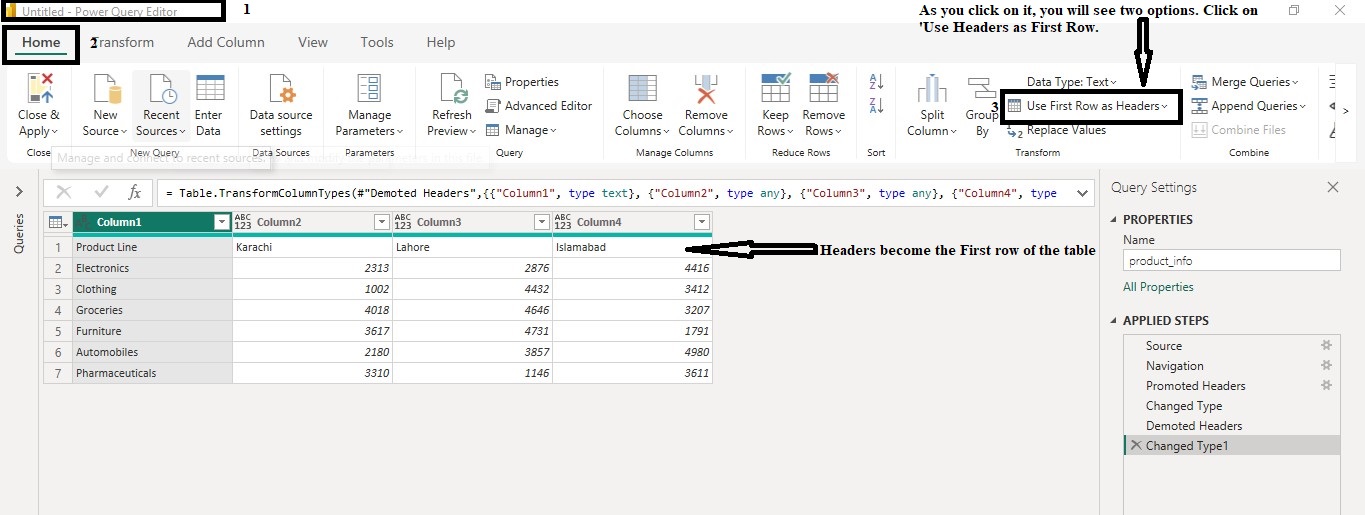 Untitled - Power Query Editor
1
As you click on it, you will see two options. Click on
'Use Headers as First Row.
Home
2
Transform
Add Column
View
Tools
Help
Close &
Apply
Close
New
Source
Recent
Sources
Enter
Data
New Query
Data source
settings
Data Sources
Manage
Parameters
Parameters
Refresh
Preview
Properties
Advanced Editor
Manage
Query
Choose
Columns
Remove
Columns
Manage Columns
Keep
Rows
Remove
Rows
Reduce Rows
A
Z
Z
A
Sort
Split
Column
Group
By
Data Type: Text
3
Use First Row as Headers
1
2
Replace Values
Transform
Merge Queries
Append Queries
Combine Files
Combine
Manage and connect to recent sources.
Queries
fx
= Table.TransformColumnTypes(#"Demoted Headers",{{"Column1", type text}, {"Column2", type any}, {"Column3", type any}, {"Column4", type
Column1 ABC 123 Column2 ABC 123 Column3 ABC 123 Column4
1 Product Line Karachi Lahore Islamabad
2 Electronics 2313 2876 4416
3 Clothing 1002 4432 3412
4 Groceries 4018 4646 3207
5 Furniture 3617 4731 1791
6 Automobiles 2180 3857 4980
7 Pharmaceuticals 3310 1146 3611
Headers become the First row of the table
Query Settings
PROPERTIES
Name
product_info
All Properties
APPLIED STEPS
Source
Navigation
Promoted Headers
Changed Type
Demoted Headers
Changed Type1